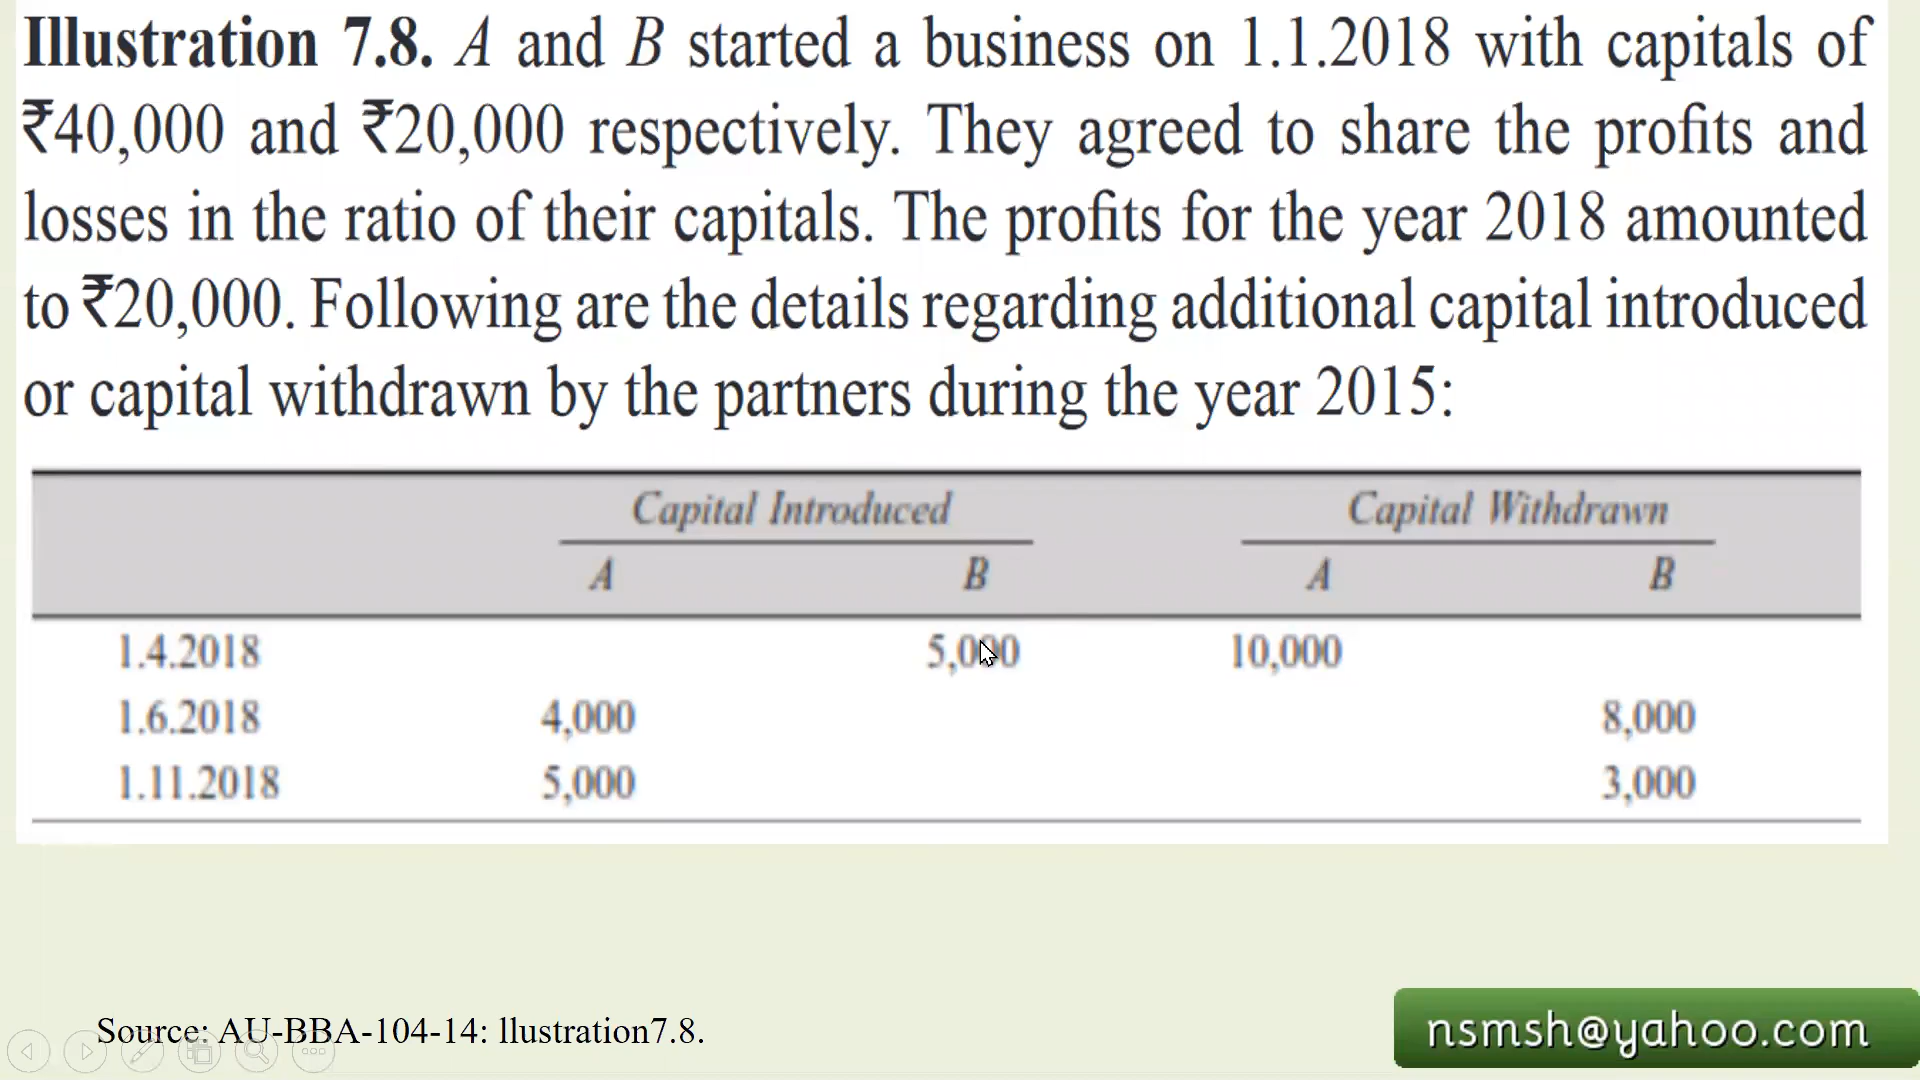 Illustration 7.8. A and B started a business on 1.1.2018 with capitals of
₹40,000 and ₹20,000 respectively. They agreed to share the profits and
losses in the ratio of their capitals. The profits for the year 2018 amounted
to ₹20,000. Following are the details regarding additional capital introduced
or capital withdrawn by the partners during the year 2015:
Capital Introduced Capital Withdrawn
A B A B
1.4.2018 5,000 10,000
1.6.2018 4,000 8,000
1.11.2018 5,000 3,000
Source: AU-BBA-104-14: llustration7.8.
nsmsh@yahoo.com